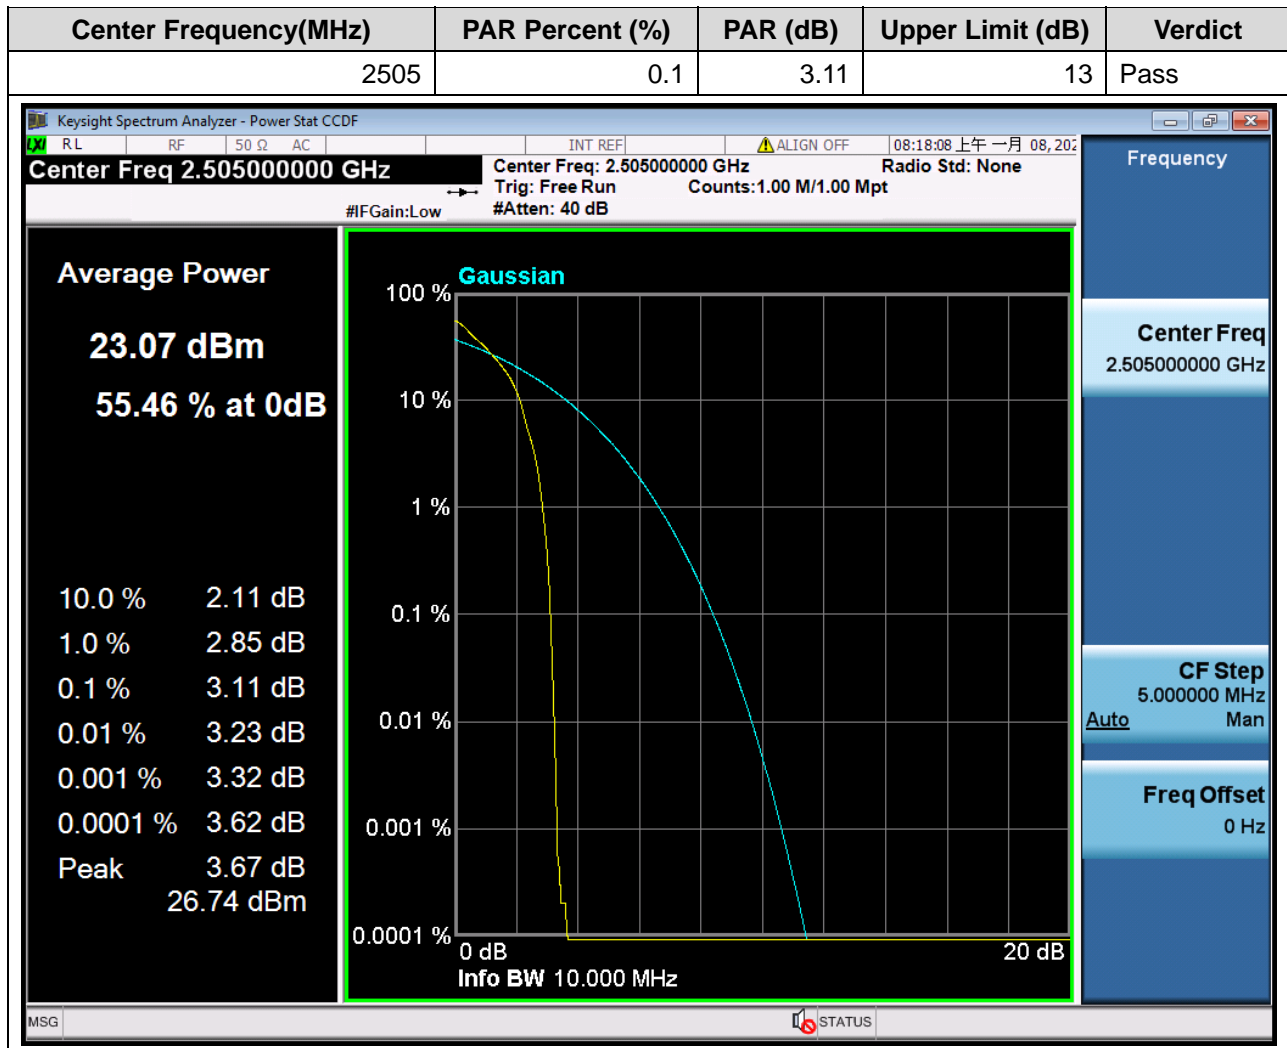 Center Frequency(MHz) PAR Percent (%) PAR (dB) Upper Limit (dB) Verdict
2505 0.1 3.11 13 Pass
Keysight Spectrum Analyzer - Power Stat CCDF
LXI RL RF 50 Ω AC INT REF ALIGN OFF 08:18:08 上午 一月 08, 202
Center Freq 2.505000000 GHz
Center Freq: 2.505000000 GHz Radio Std: None
Trig: Free Run Counts:1.00 M/1.00 Mpt
#IFGain:Low #Atten: 40 dB
Frequency
Average Power
23.07 dBm
55.46 % at 0dB
10.0 % 2.11 dB
1.0 % 2.85 dB
0.1 % 3.11 dB
0.01 % 3.23 dB
0.001 % 3.32 dB
0.0001 % 3.62 dB
Peak 3.67 dB
26.74 dBm
Gaussian
100 %
10 %
1 %
0.1 %
0.01 %
0.001 %
0.0001 %
0 dB 20 dB
Info BW 10.000 MHz
Center Freq
2.505000000 GHz
CF Step
5.000000 MHz
Auto Man
Freq Offset
0 Hz
MSG STATUS